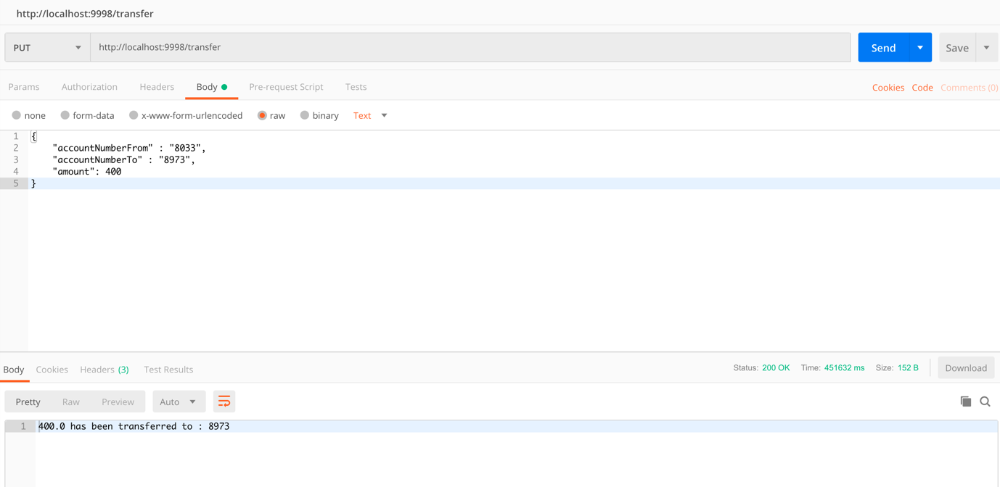 http://localhost:9998/transfer
PUT http://localhost:9998/transfer Send Save
Params Authorization Headers Body Pre-request Script Tests Cookies Code Comments (0)
none form-data x-www-form-urlencoded raw binary Text
1 {
2 "accountNumberFrom" : "8033",
3 "accountNumberTo" : "8973",
4 "amount": 400
5 }
Body Cookies Headers (3) Test Results Status: 200 OK Time: 451632 ms Size: 152 B Download
Pretty Raw Preview Auto
1 400.0 has been transferred to : 8973